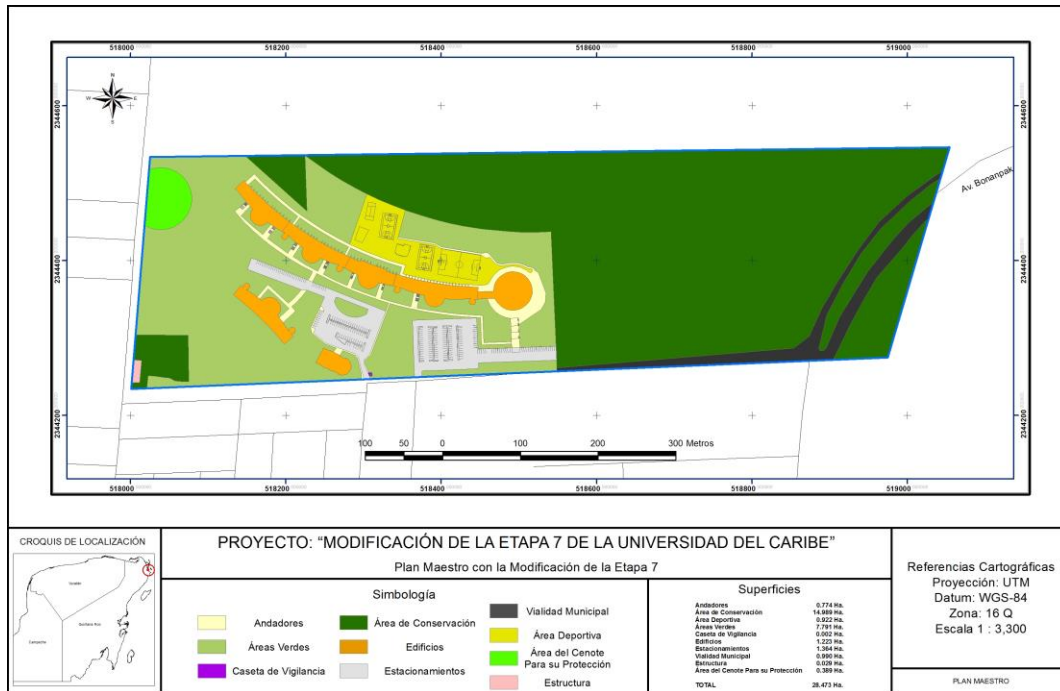 518000 518200 518400 518600 518800 519000
N
W E
S
2344600 2344600
Av. Bonanpak
2344400 2344400
2344200 2344200
100 50 0 100 200 300 Metros
518000 518200 518400 518600 518800 519000
CROQUIS DE LOCALIZACIÓN
Yucatán
Quintana Roo
Campeche
PROYECTO: “MODIFICACIÓN DE LA ETAPA 7 DE LA UNIVERSIDAD DEL CARIBE”
Plan Maestro con la Modificación de la Etapa 7
Simbología
Andadores
Áreas Verdes
Caseta de Vigilancia
Área de Conservación
Edificios
Estacionamientos
Vialidad Municipal
Área Deportiva
Área del Cenote
Para su Protección
Estructura
Superficies
Andadores 0.774 Ha.
Área de Conservación 14.989 Ha.
Área Deportiva 0.922 Ha.
Áreas Verdes 7.791 Ha.
Caseta de Vigilancia 0.002 Ha.
Edificios 1.223 Ha.
Estacionamientos 1.364 Ha.
Vialidad Municipal 0.990 Ha.
Estructura 0.029 Ha.
Área del Cenote Para su Protección 0.389 Ha.
TOTAL 28.473 Ha.
Referencias Cartográficas
Proyección: UTM
Datum: WGS-84
Zona: 16 Q
Escala 1 : 3,300
PLAN MAESTRO